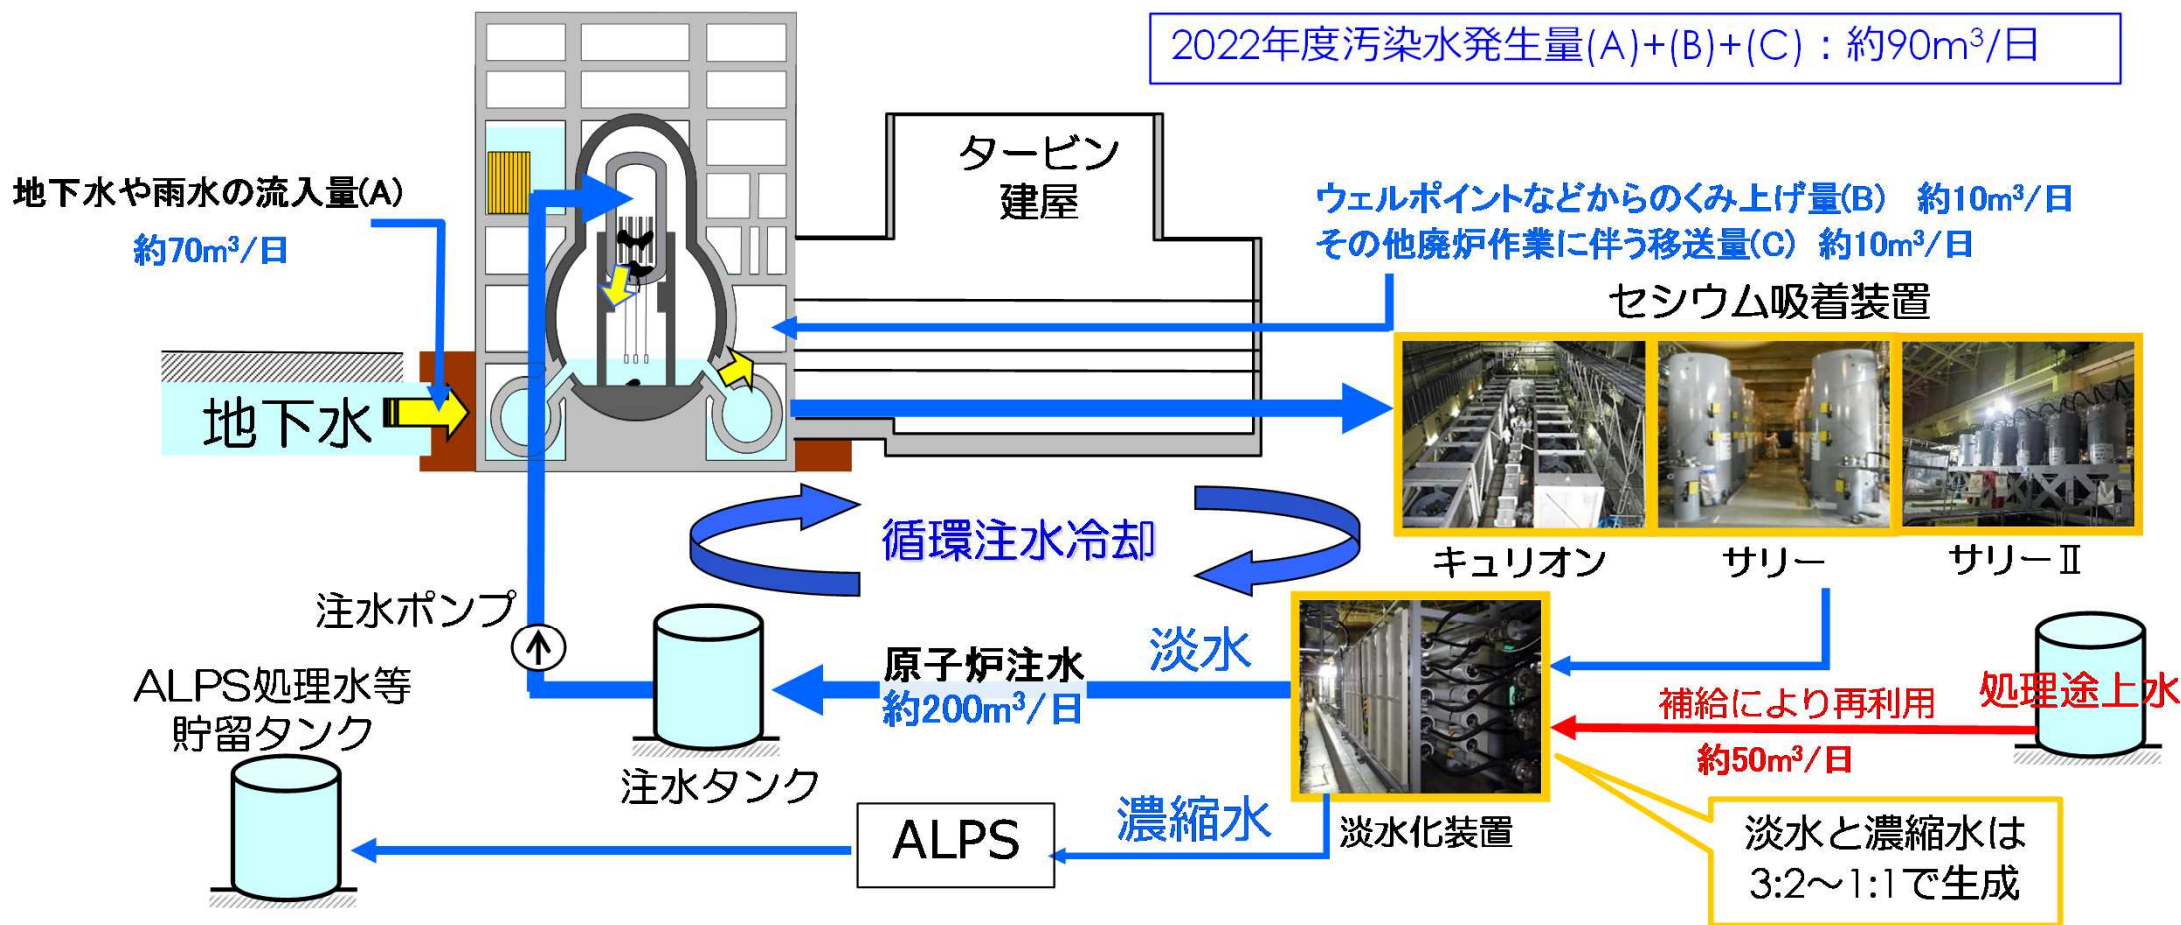 2022年度汚染水発生量(A)+(B)+(C)：約90m³/日
タービン
建屋
地下水や雨水の流入量(A)
約70m³/日
ウェルポイントなどからのくみ上げ量(B)　約10m³/日
その他廃炉作業に伴う移送量(C)　約10m³/日
セシウム吸着装置
地下水
循環注水冷却
キュリオン
サリー
サリーⅡ
注水ポンプ
淡水
原子炉注水
約200m³/日
ALPS処理水等
貯留タンク
処理途上水
補給により再利用
約50m³/日
注水タンク
濃縮水
ALPS
淡水化装置
淡水と濃縮水は
3:2～1:1で生成